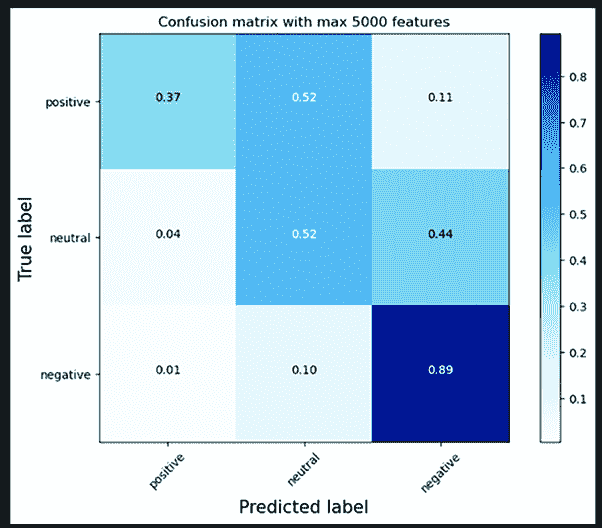 Confusion matrix with max 5000 features
positive
0.37
0.52
0.11
neutral
0.04
0.52
0.44
negative
0.01
0.10
0.89
True label
positive
neutral
negative
Predicted label
0.8
0.7
0.6
0.5
0.4
0.3
0.2
0.1